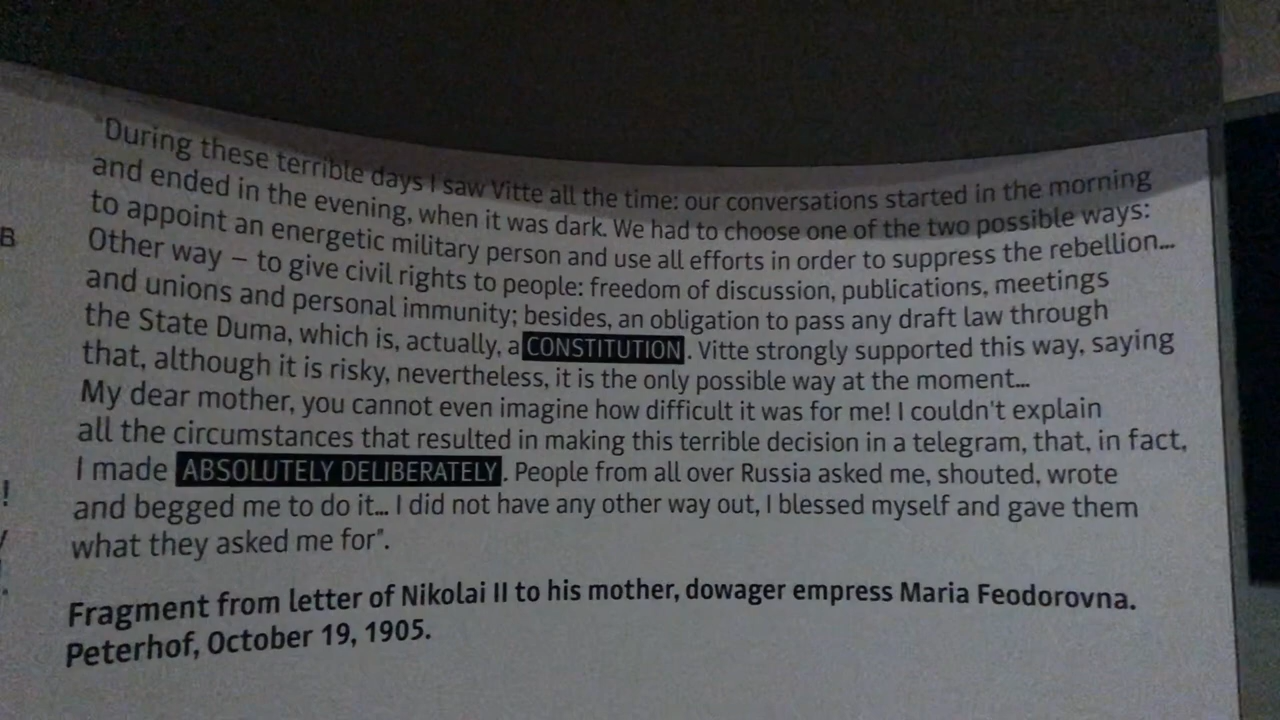 "During these terrible days I saw Vitte all the time: our conversations started in the morning
and ended in the evening, when it was dark. We had to choose one of the two possible ways:
to appoint an energetic military person and use all efforts in order to suppress the rebellion...
Other way – to give civil rights to people: freedom of discussion, publications, meetings
and unions and personal immunity; besides, an obligation to pass any draft law through
the State Duma, which is, actually, a CONSTITUTION. Vitte strongly supported this way, saying
that, although it is risky, nevertheless, it is the only possible way at the moment...
My dear mother, you cannot even imagine how difficult it was for me! I couldn't explain
all the circumstances that resulted in making this terrible decision in a telegram, that, in fact,
I made ABSOLUTELY DELIBERATELY. People from all over Russia asked me, shouted, wrote
and begged me to do it... I did not have any other way out, I blessed myself and gave them
what they asked me for".
Fragment from letter of Nikolai II to his mother, dowager empress Maria Feodorovna.
Peterhof, October 19, 1905.